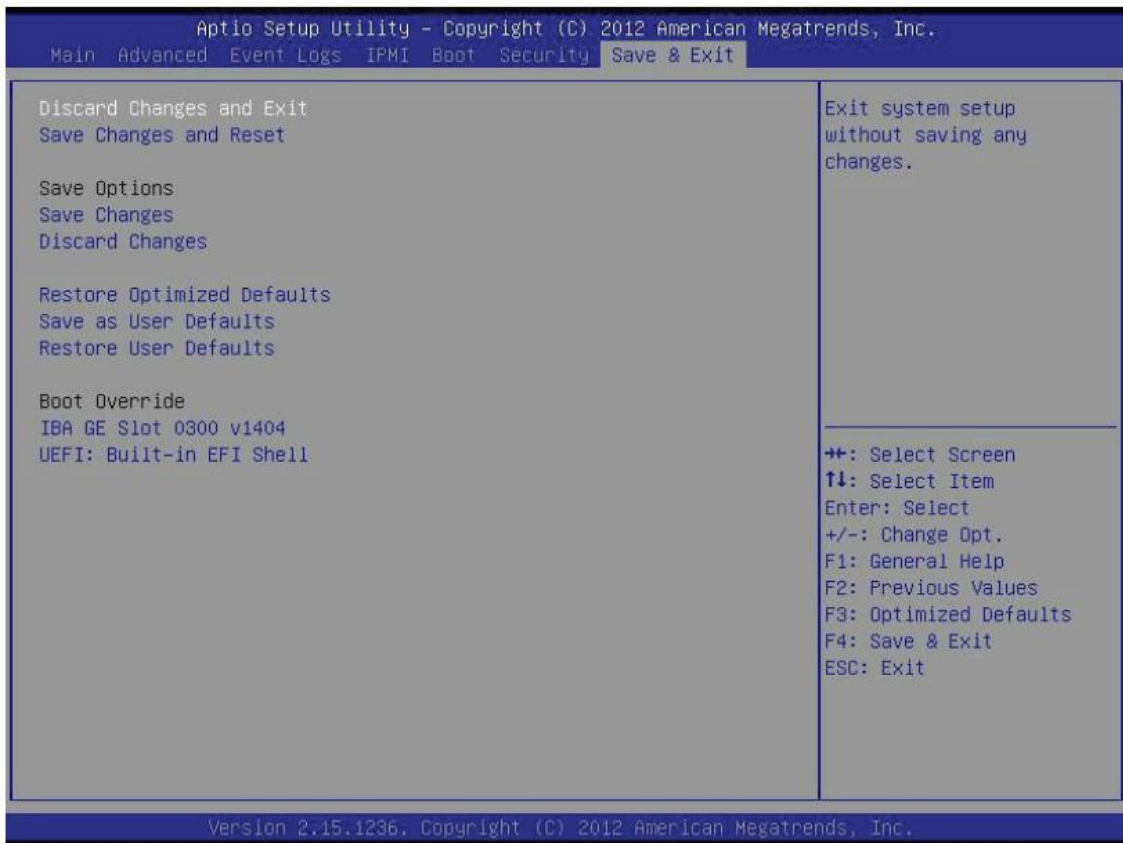 Aptio Setup Utility - Copyright (C) 2012 American Megatrends, Inc.
Main Advanced Event Logs IPMI Boot Security Save & Exit
Discard Changes and Exit
Save Changes and Reset
Save Options
Save Changes
Discard Changes
Restore Optimized Defaults
Save as User Defaults
Restore User Defaults
Boot Override
IBA GE Slot 0300 v1404
UEFI: Built-in EFI Shell
Exit system setup
without saving any
changes.
→←: Select Screen
↑↓: Select Item
Enter: Select
+/-: Change Opt.
F1: General Help
F2: Previous Values
F3: Optimized Defaults
F4: Save & Exit
ESC: Exit
Version 2.15.1236. Copyright (C) 2012 American Megatrends, Inc.